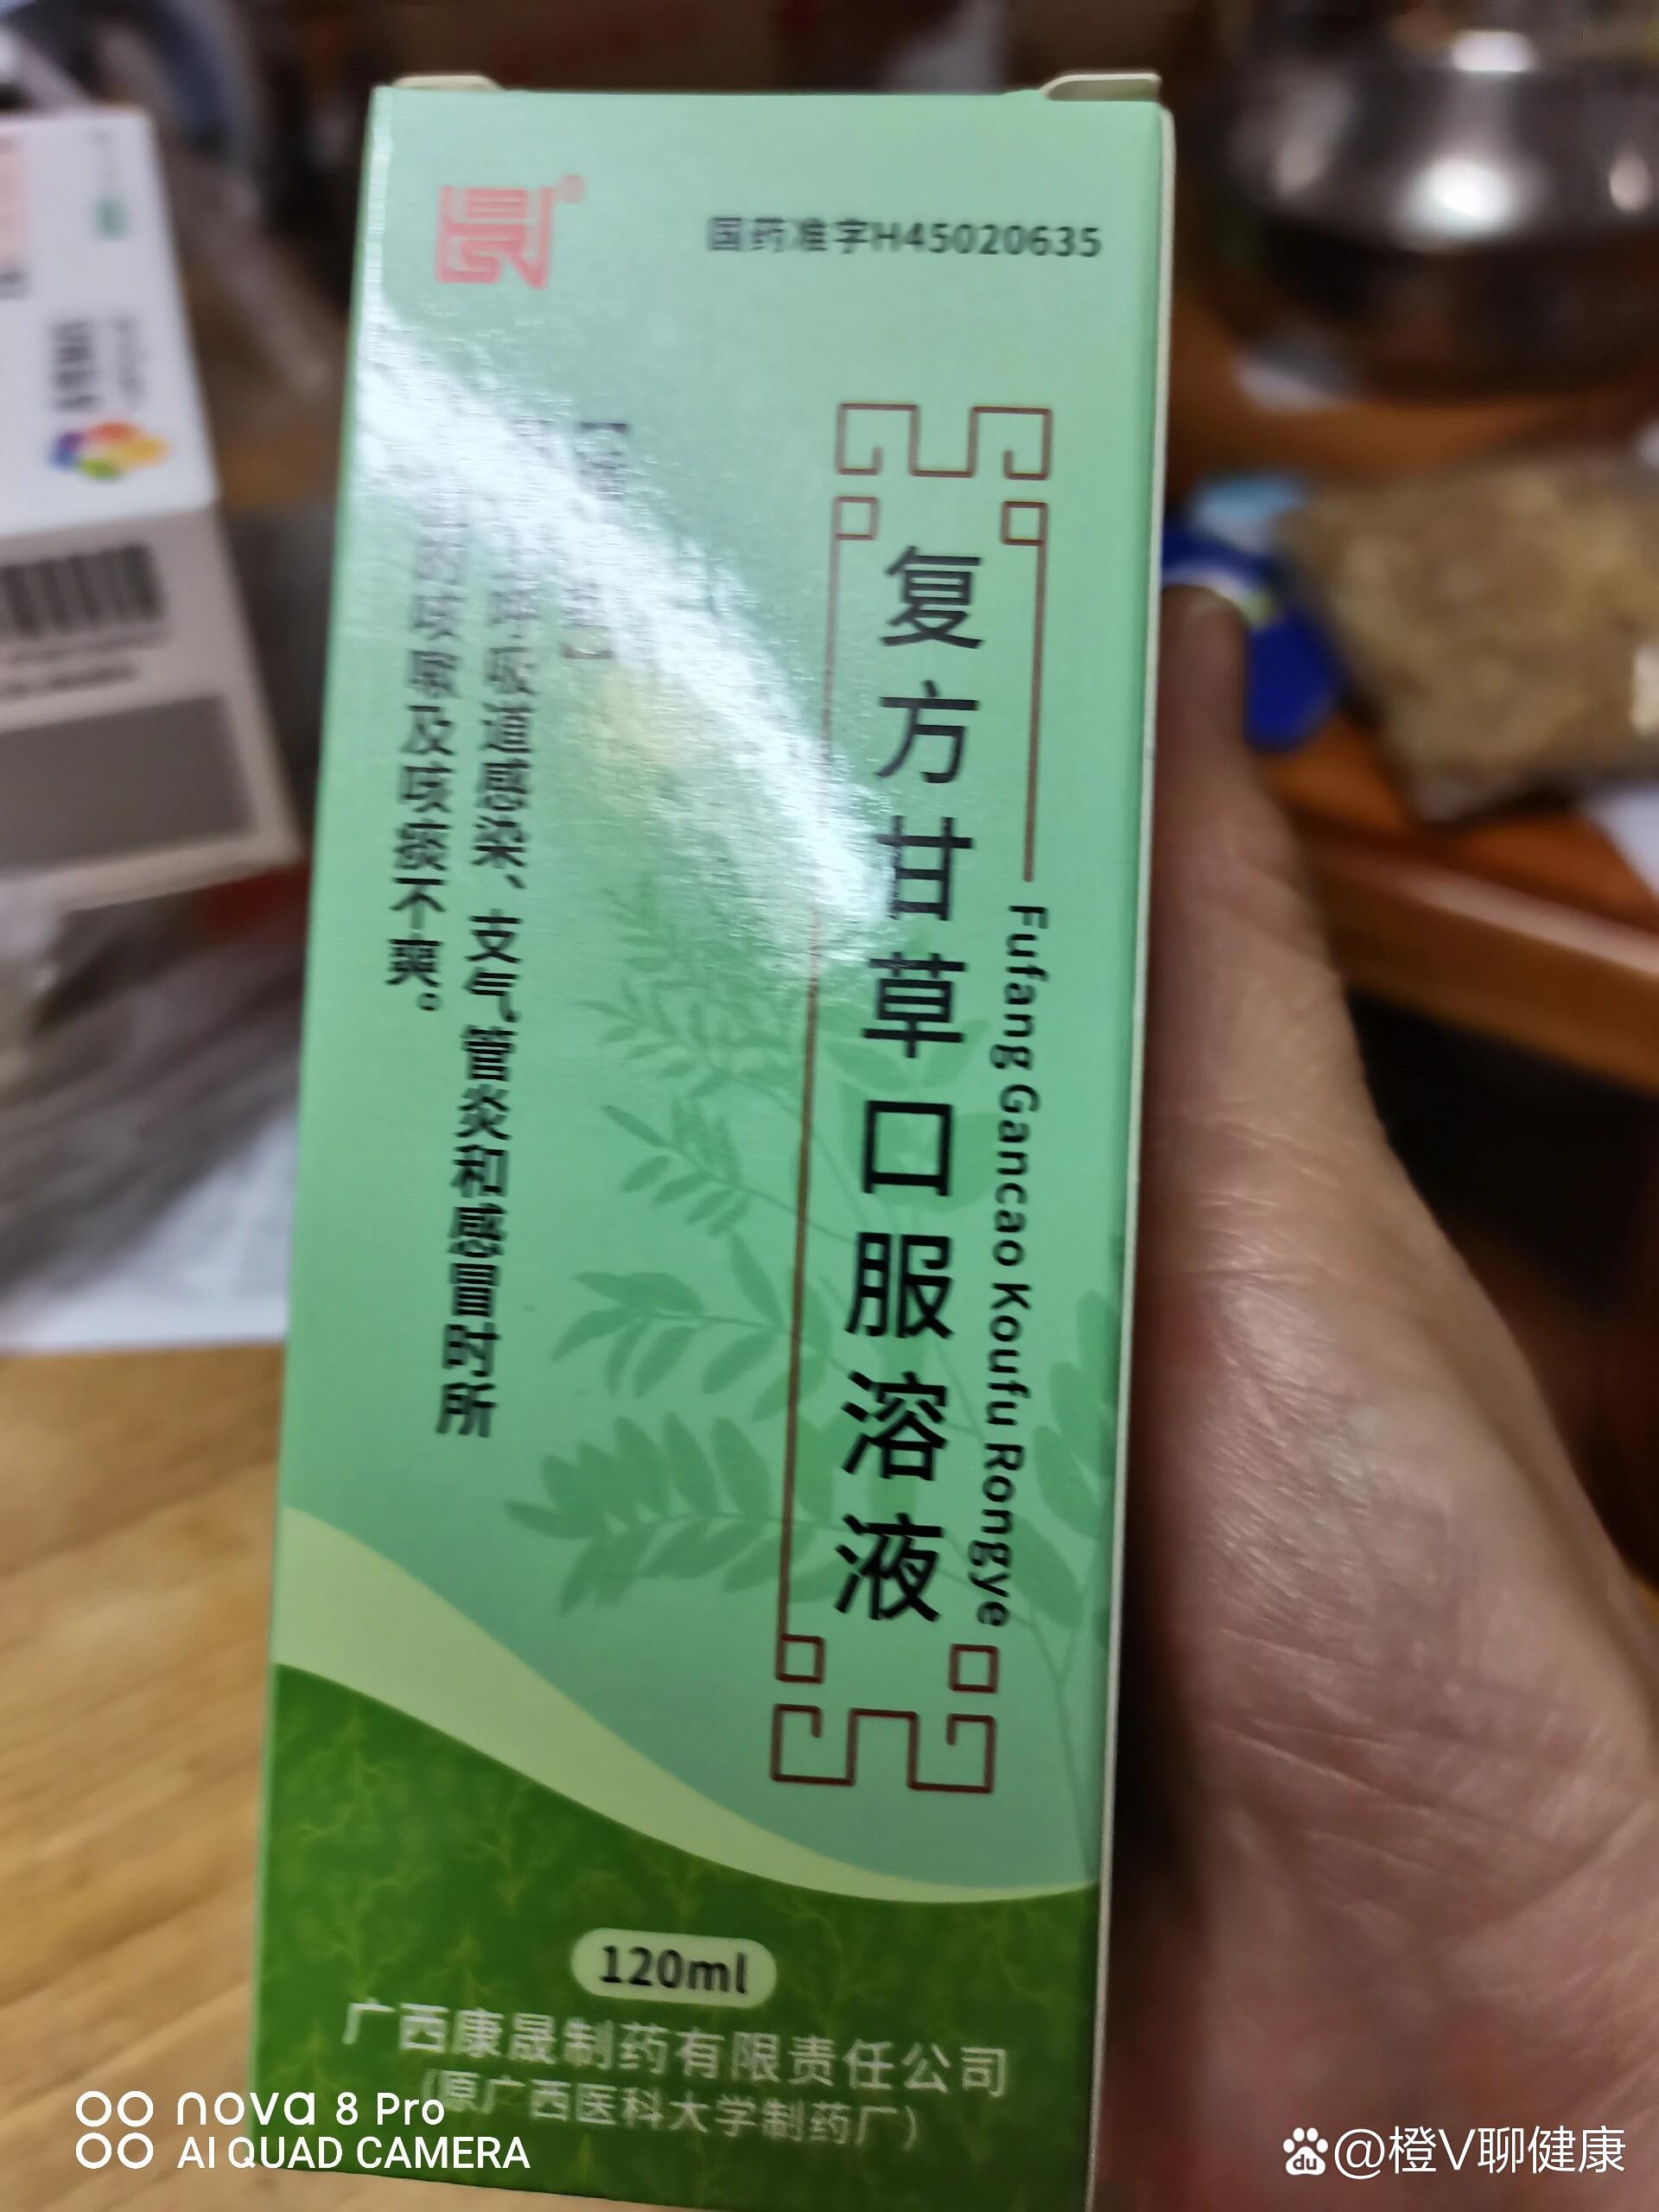 国药准字H45020635
复方甘草口服溶液
Fufang Gancao Koufu Rongye
呼吸道感染、支气管炎和感冒时所
的咳嗽及咳痰不爽。
120ml
广西康晟制药有限责任公司
(原广西医科大学制药厂)
nova 8 Pro
AI QUAD CAMERA
@橙V聊健康